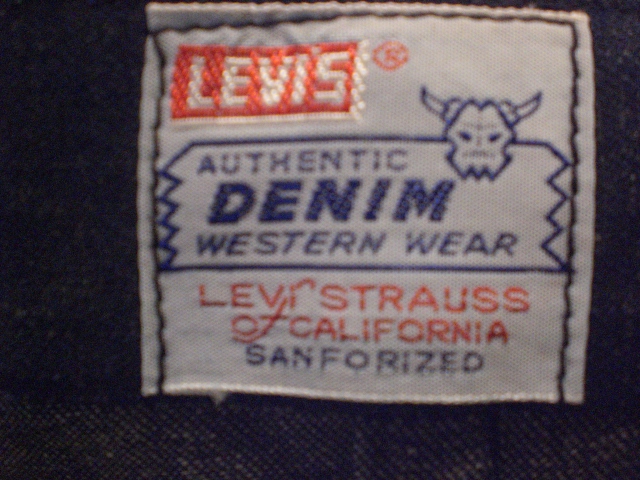 LEVI'S ®
AUTHENTIC
DENIM
WESTERN WEAR
LEVI STRAUSS
OF CALIFORNIA
SANFORIZED